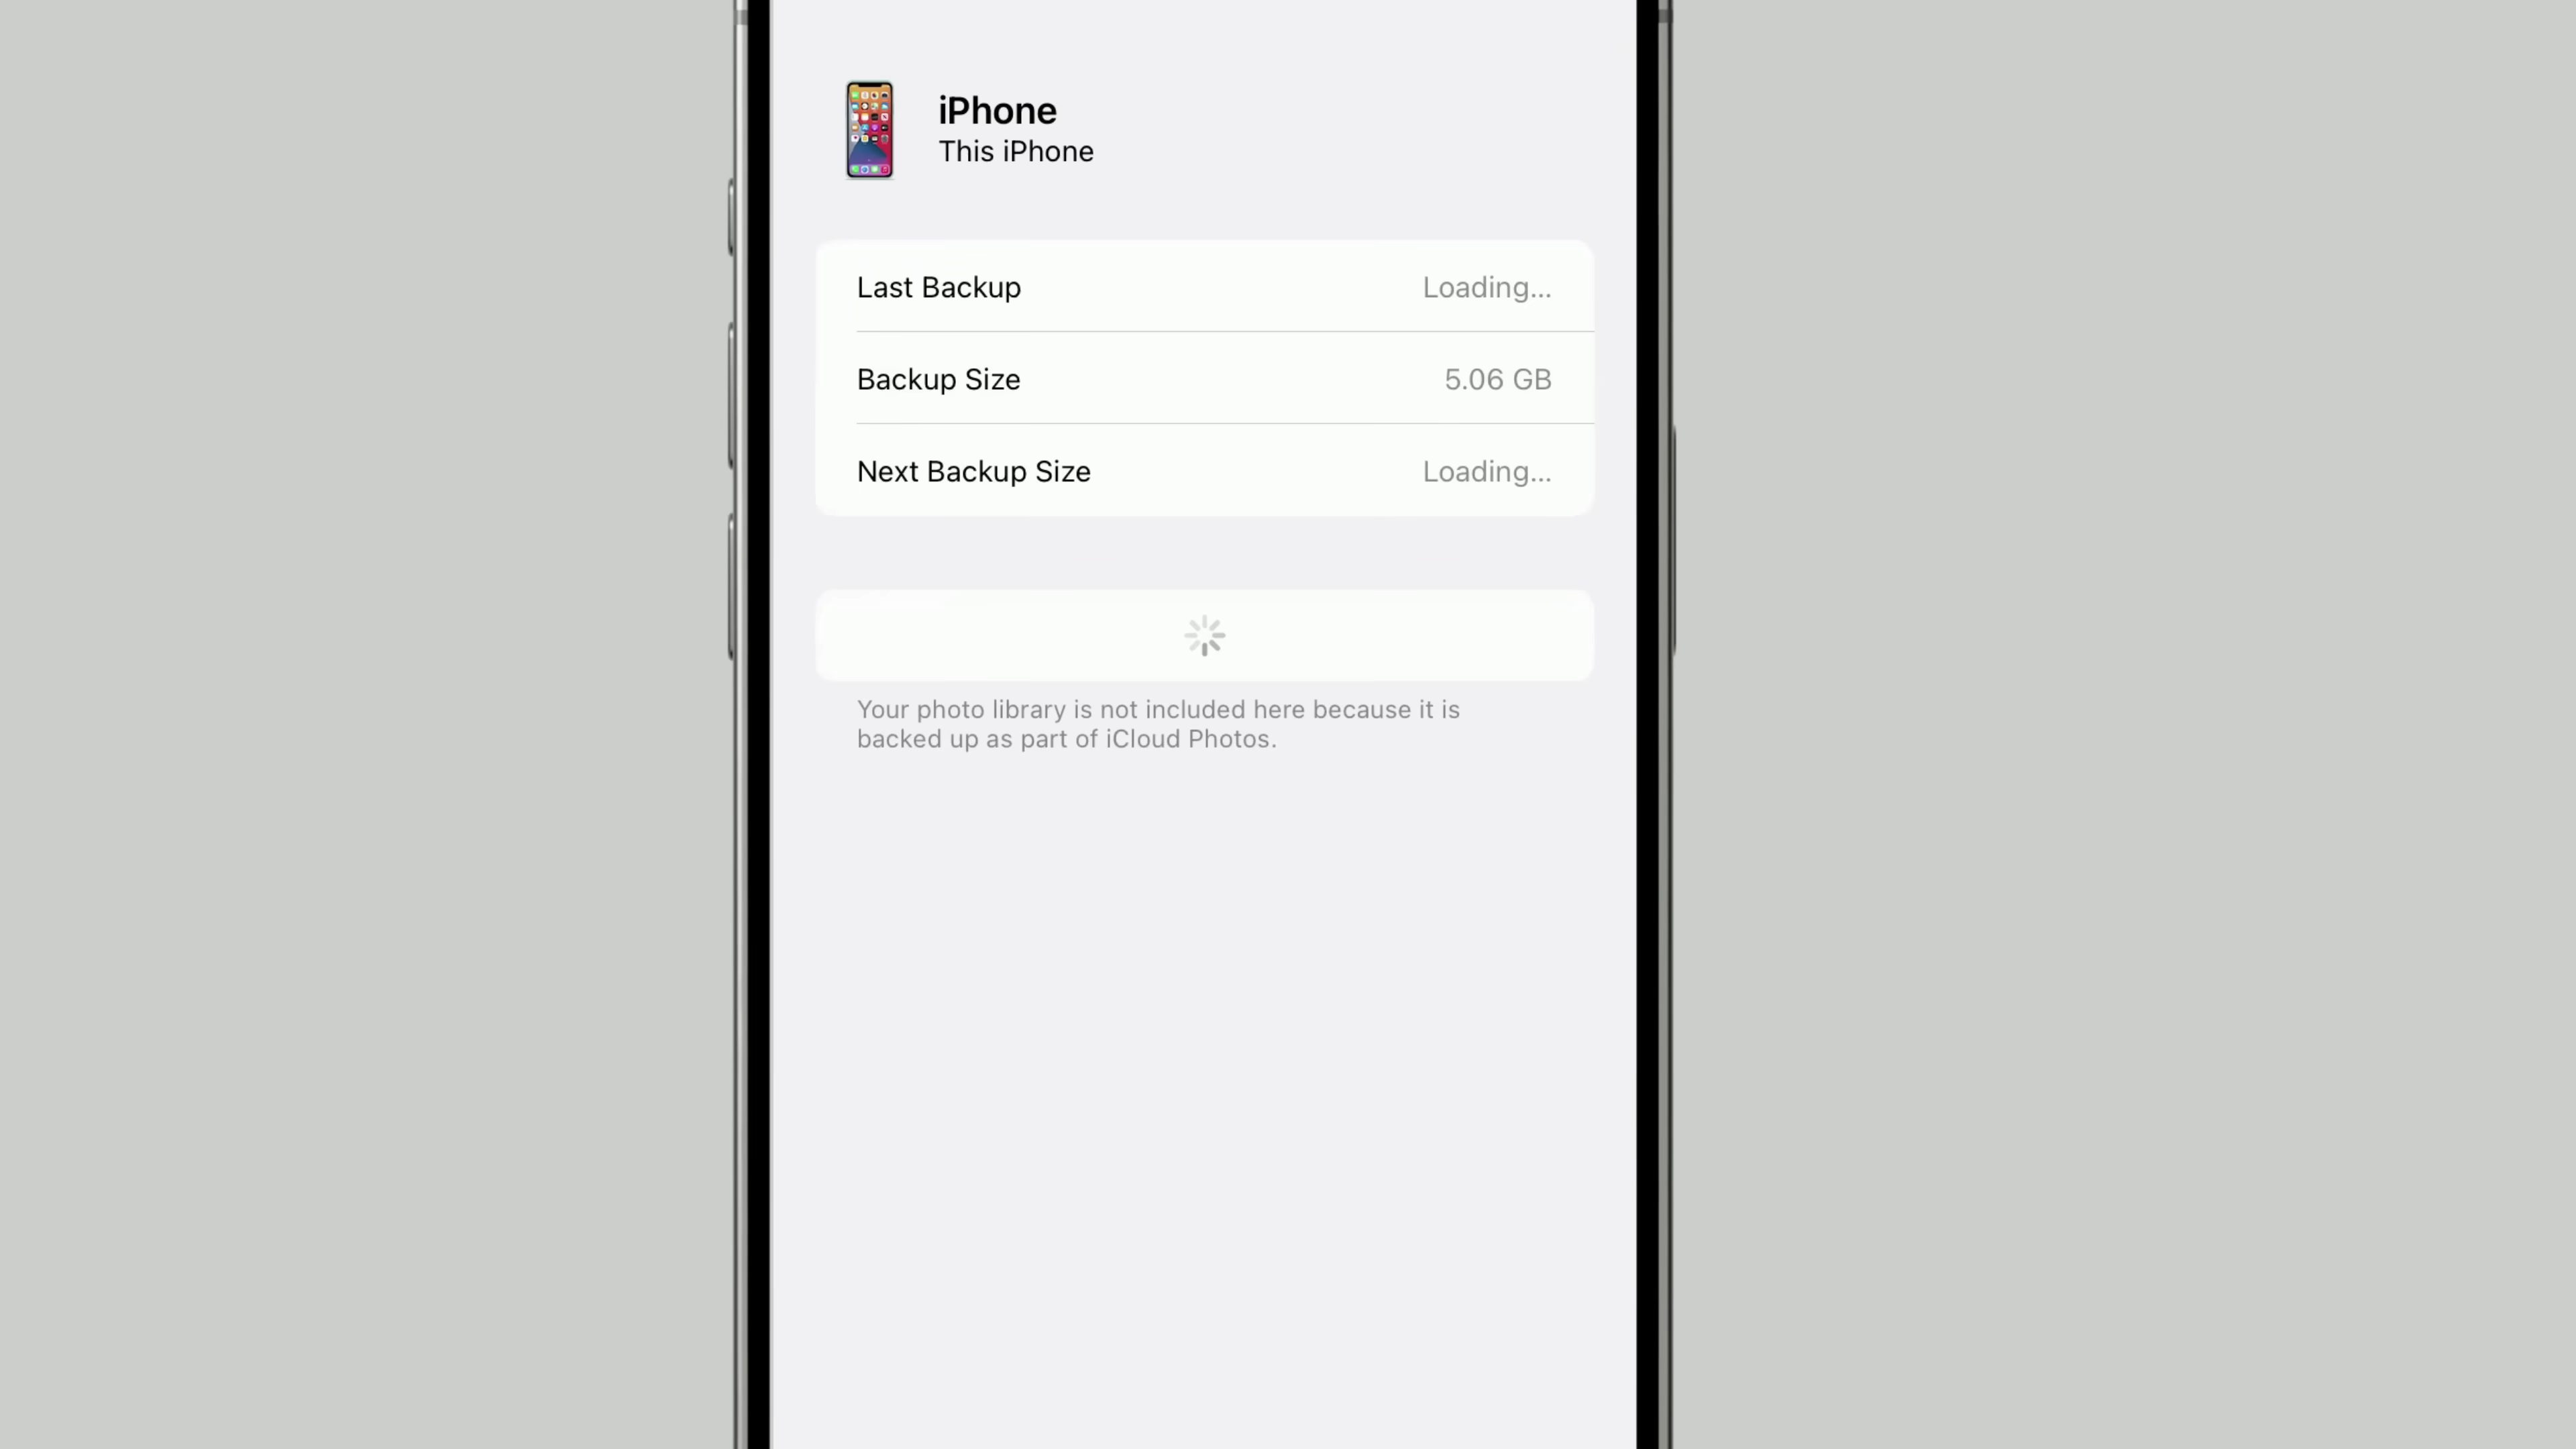 iPhone
This iPhone
Last Backup Loading...
Backup Size 5.06 GB
Next Backup Size Loading...
Your photo library is not included here because it is
backed up as part of iCloud Photos.